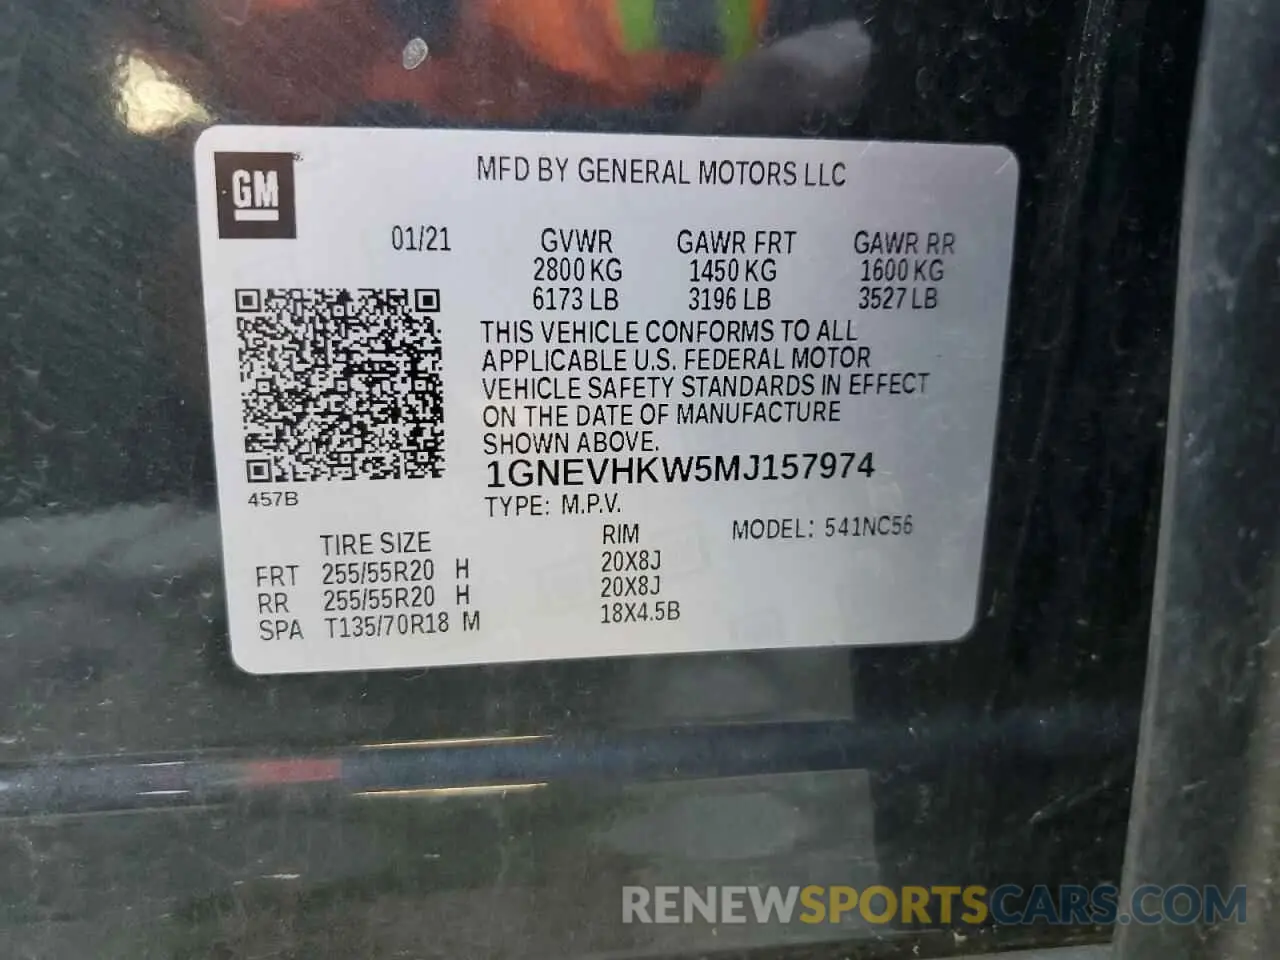 MFD BY GENERAL MOTORS LLC
GM
01/21 GVWR GAWR FRT GAWR RR
2800 KG 1450 KG 1600 KG
6173 LB 3196 LB 3527 LB
THIS VEHICLE CONFORMS TO ALL
APPLICABLE U.S. FEDERAL MOTOR
VEHICLE SAFETY STANDARDS IN EFFECT
ON THE DATE OF MANUFACTURE
SHOWN ABOVE.
1GNEVHKW5MJ157974
457B
TYPE: M.P.V.
TIRE SIZE RIM MODEL: 541NC56
FRT 255/55R20 H 20X8J
RR 255/55R20 H 20X8J
SPA T135/70R18 M 18X4.5B
RENEWSPORTSCARS.COM